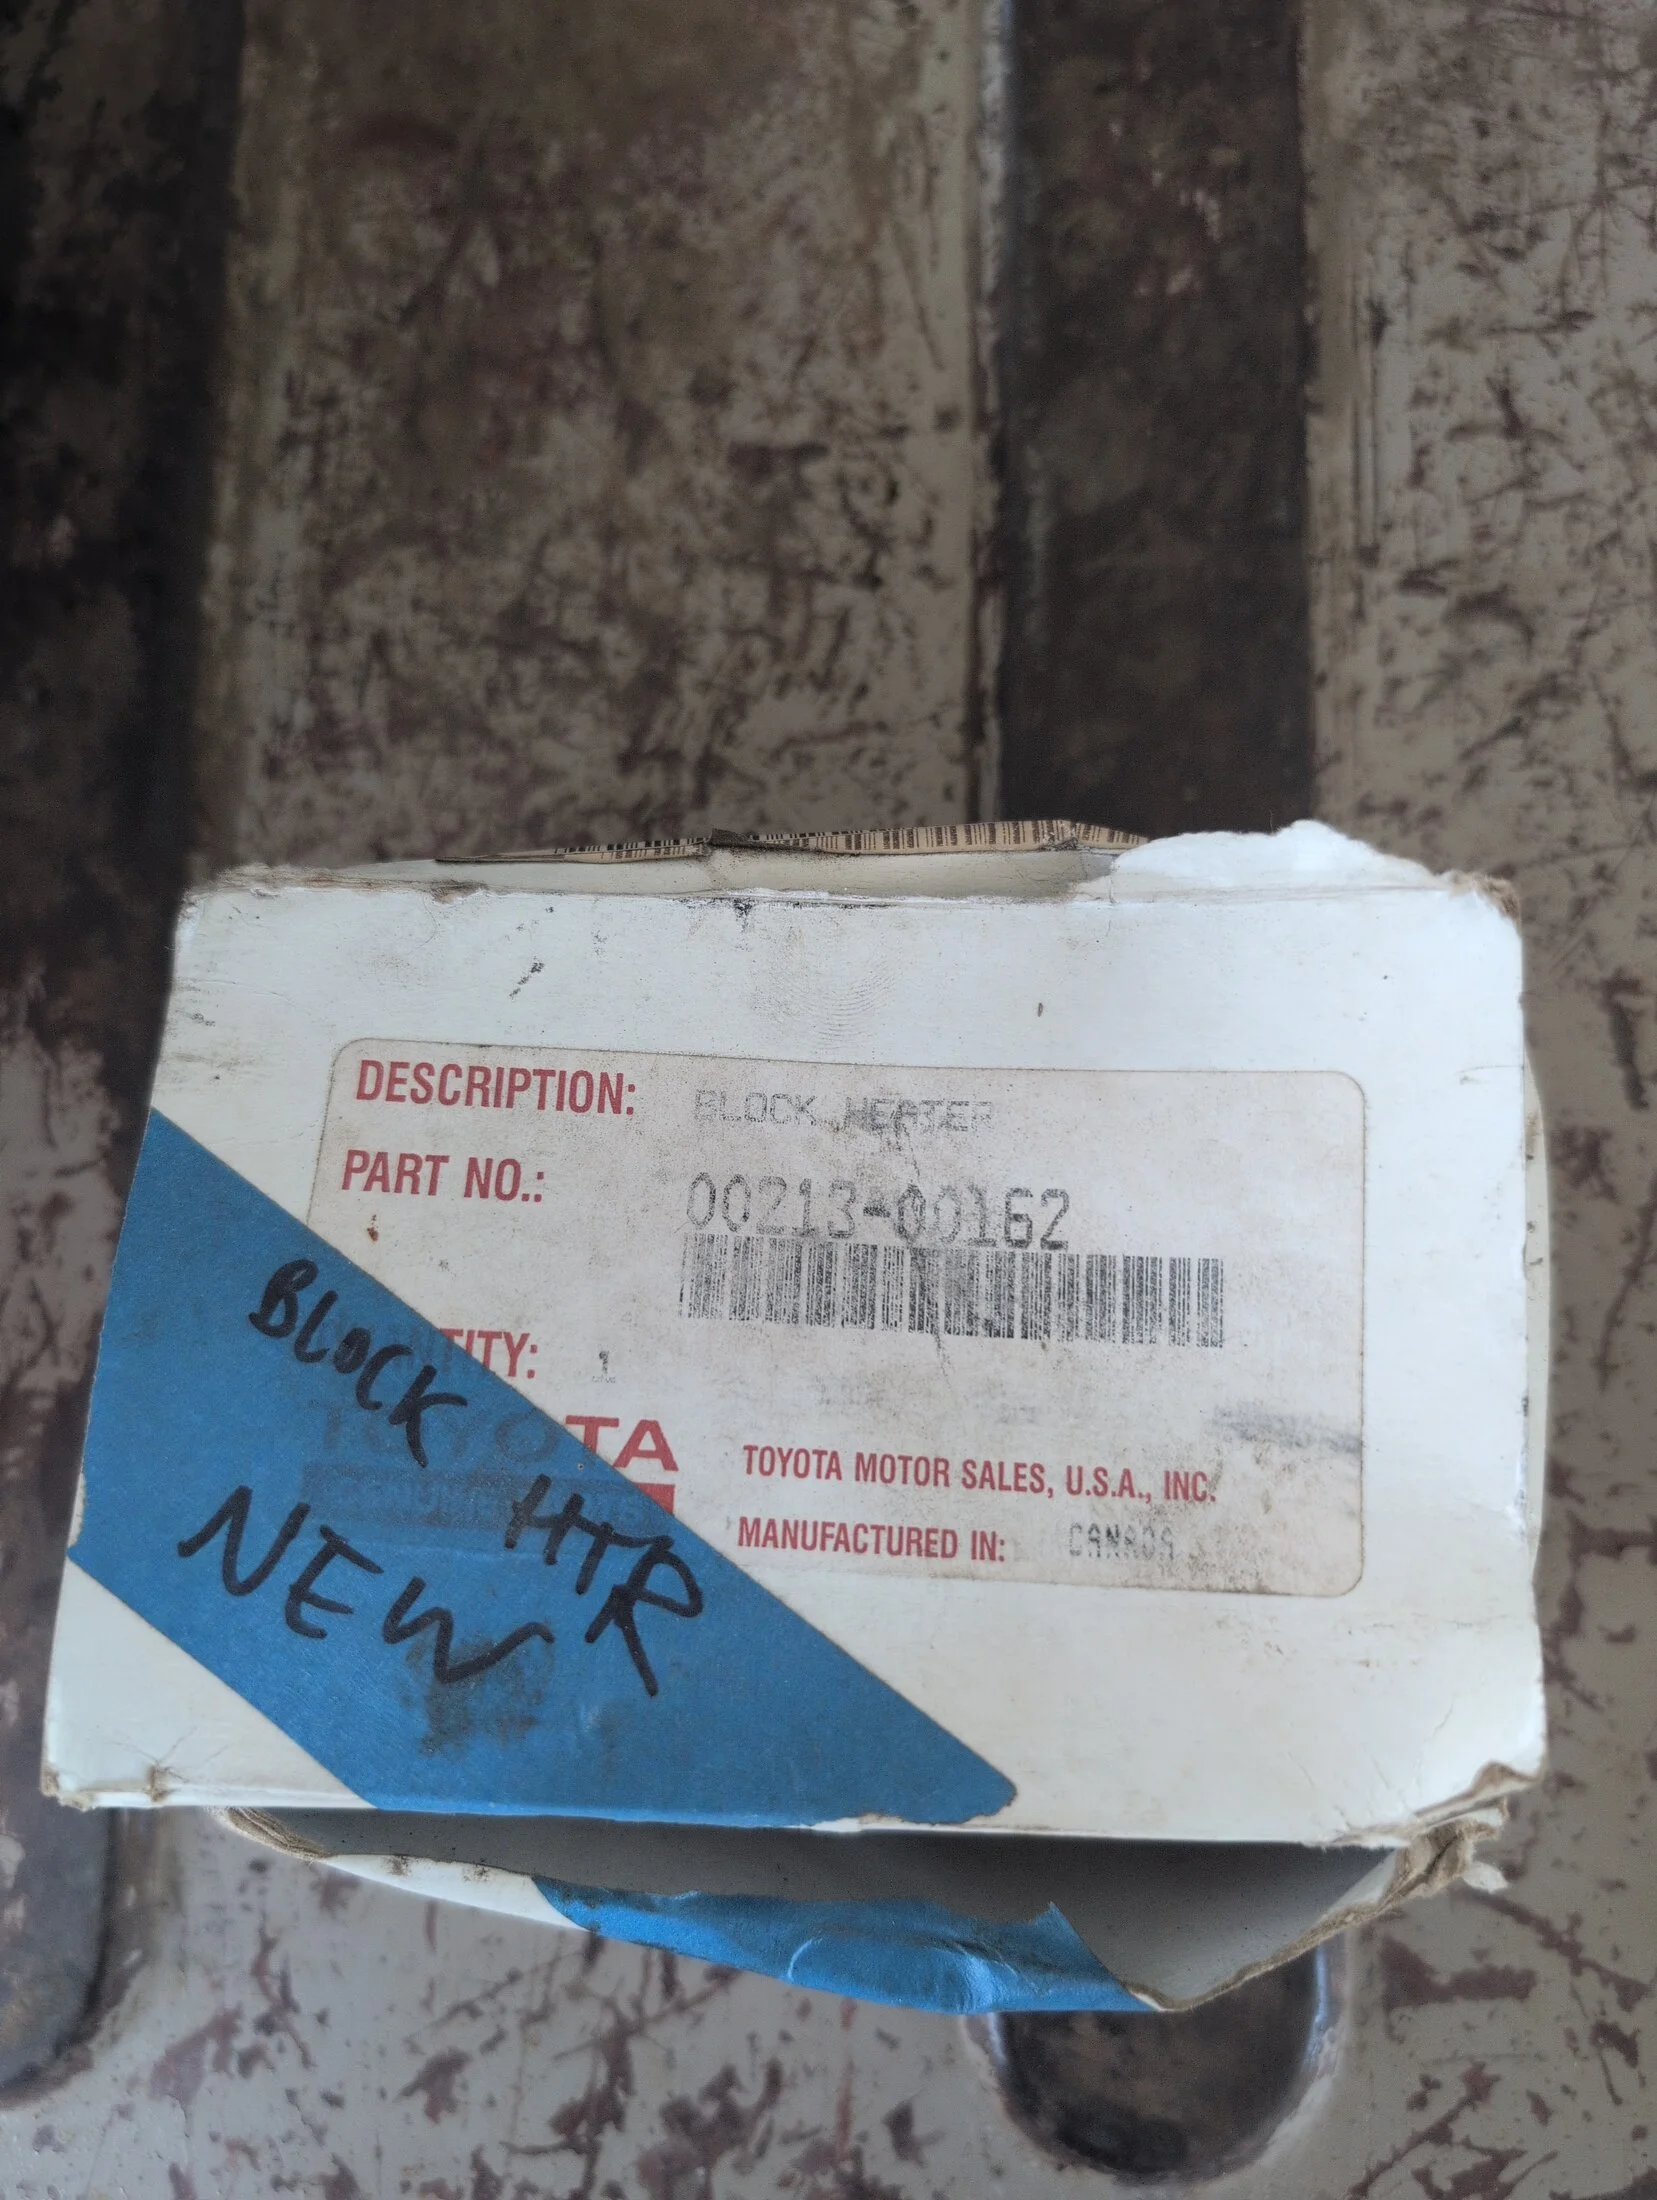 DESCRIPTION: BLOCK HEATER
PART NO.: 00213-00162
TITY: 1
TOYOTA
TOYOTA MOTOR SALES, U.S.A., INC.
MANUFACTURED IN: CANADA
BLOCK HTR
NEW